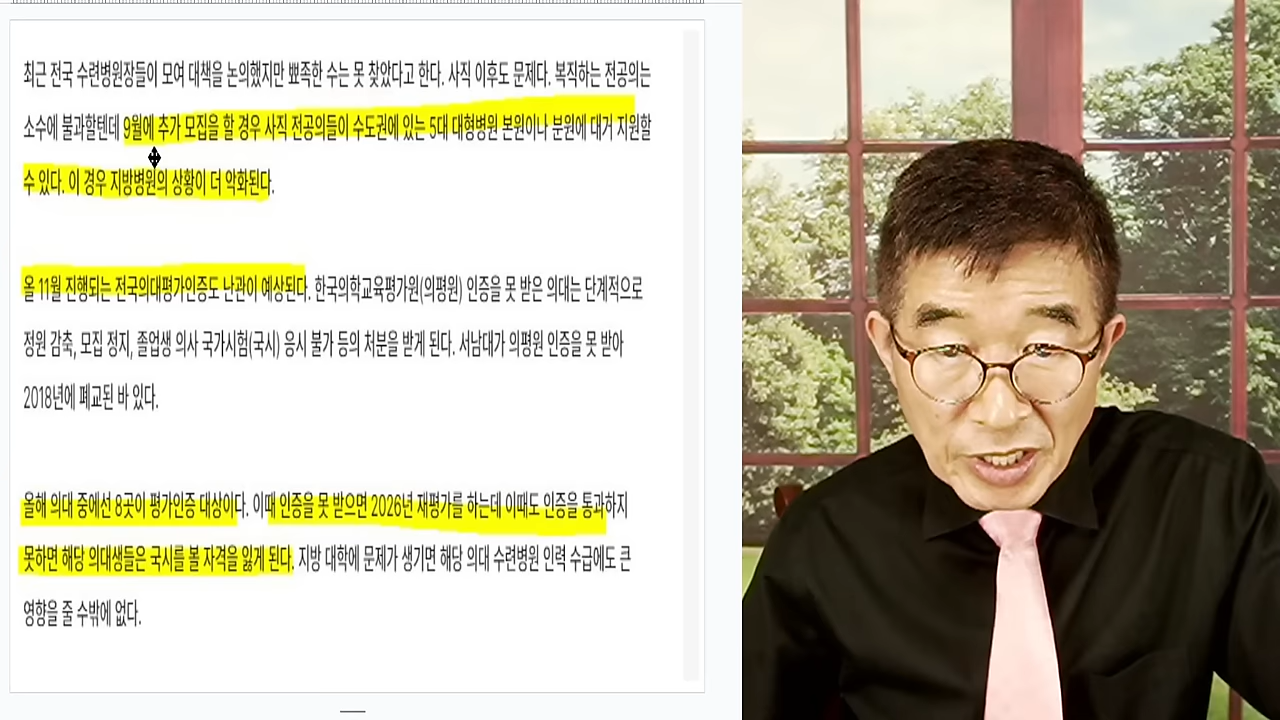 최근 전국 수련병원장들이 모여 대책을 논의했지만 뾰족한 수는 못 찾았다고 한다. 사직 이후도 문제다. 복직하는 전공의는
소수에 불과할텐데 9월에 추가 모집을 할 경우 사직 전공의들이 수도권에 있는 5대 대형병원 본원이나 분원에 대거 지원할
수 있다. 이 경우 지방병원의 상황이 더 악화된다.
올 11월 진행되는 전국의대평가인증도 난관이 예상된다. 한국의학교육평가원(의평원) 인증을 못 받은 의대는 단계적으로
정원 감축, 모집 정지, 졸업생 의사 국가시험(국시) 응시 불가 등의 처분을 받게 된다. 서남대가 의평원 인증을 못 받아
2018년에 폐교된 바 있다.
올해 의대 중에선 8곳이 평가인증 대상이다. 이때 인증을 못 받으면 2026년 재평가를 하는데 이때도 인증을 통과하지
못하면 해당 의대생들은 국시를 볼 자격을 잃게 된다. 지방 대학에 문제가 생기면 해당 의대 수련병원 인력 수급에도 큰
영향을 줄 수밖에 없다.